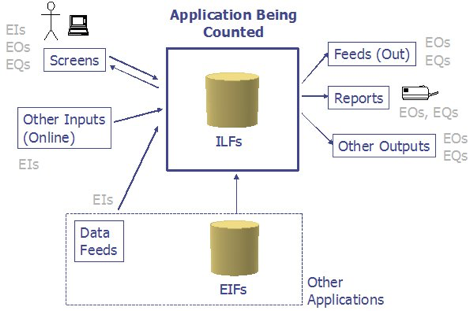 Application Being
Counted
EIs
EOs
EQs
Screens
Other Inputs
(Online)
EIs
EIs
ILFs
Feeds (Out)
EOs
EQs
Reports
EOs, EQs
Other Outputs
EOs
EQs
Data
Feeds
EIFs
Other
Applications